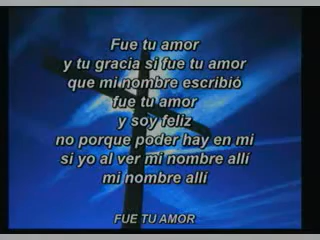 Fue tu amor
y tu gracia si fue tu amor
que mi nombre escribió
fue tu amor
y soy feliz
no porque poder hay en mi
si yo al ver mi nombre allí
mi nombre allí
FUE TU AMOR